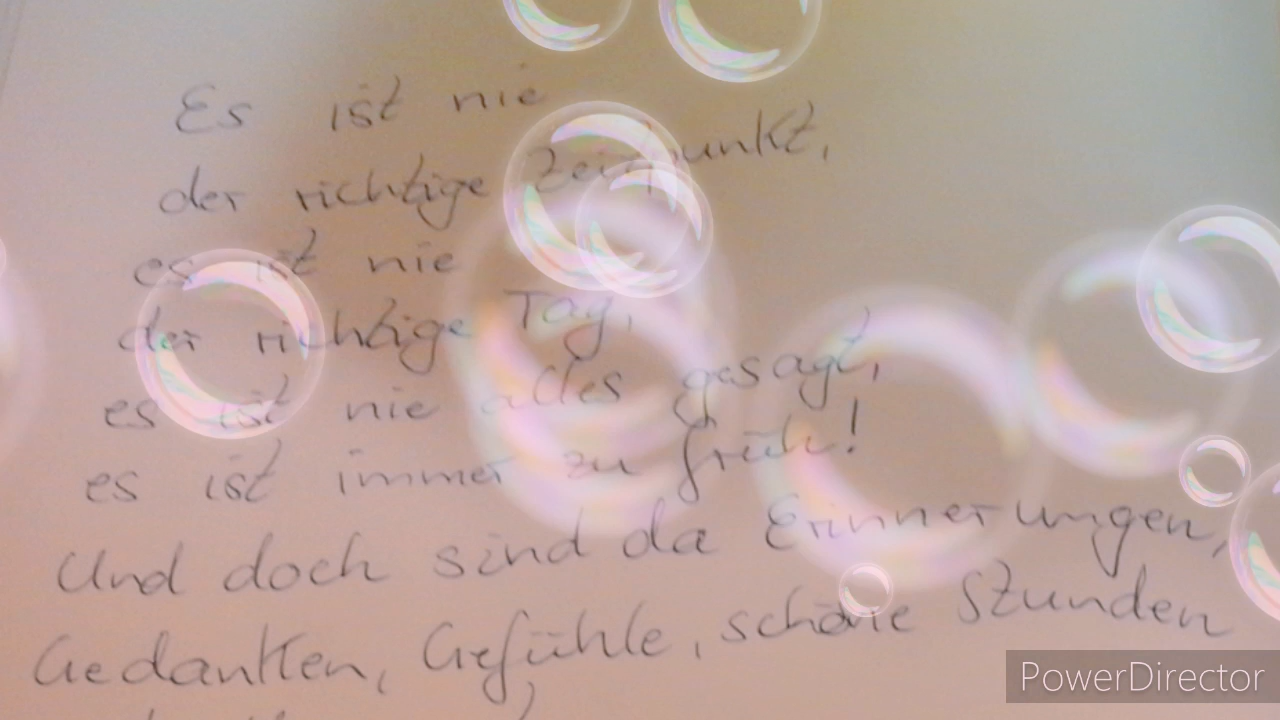 Es ist nie
der richtige Zeitpunkt,
es ist nie
der richtige Tag,
es ist nie alles gesagt,
es ist immer zu früh!
Und doch sind da Erinnerungen,
Gedanken, Gefühle, schöne Stunden
PowerDirector